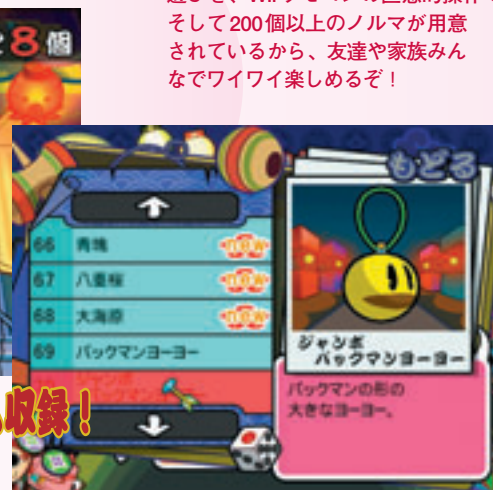 そして200個以上のノルマが用意
されているから、友達や家族みん
なでワイワイ楽しめるぞ！
8個
もどる
66 青塊 new
67 八重桜 new
68 大海原 new
69 パックマンヨーヨー
ジャンボ
パックマンヨーヨー
パックマンの形の
大きなヨーヨー。
収録！